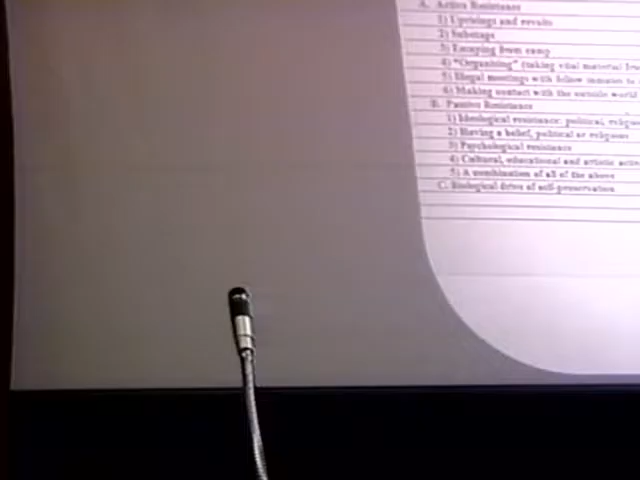 A. Active Resistance
1) Uprisings and revolts
2) Sabotage
3) Escaping from camp
4) "Organizing" (taking vital material
5) Illegal meetings with fellow inmates
6) Making contact with the outside world
B. Passive Resistance
1) Ideological resistance: political,
2) Having a belief, political or religious
3) Psychological resistance
4) Cultural, educational and artistic
5) A combination of all of the above
C. Biological drive of self-preservation